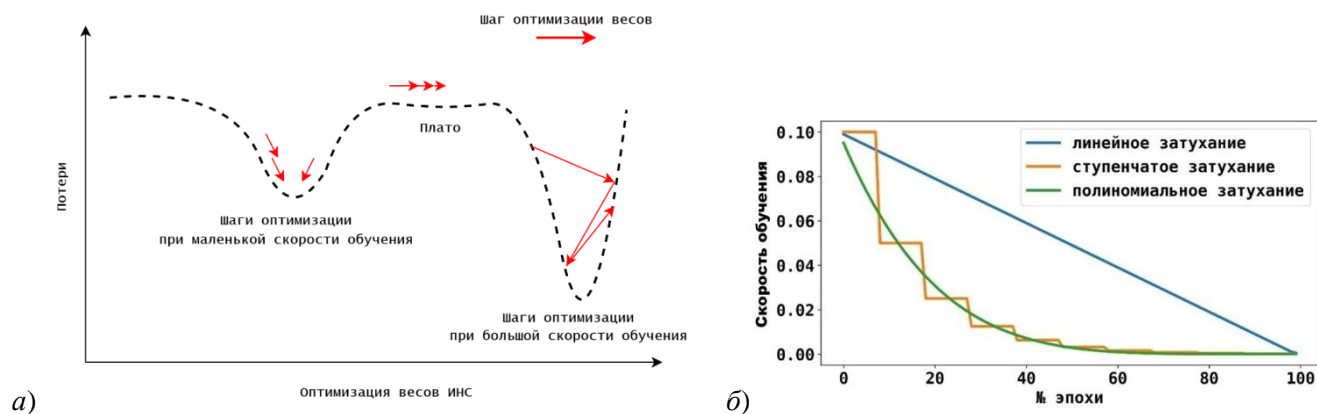 Шаг оптимизации весов
Плато
Потери
Шаги оптимизации
при маленькой скорости обучения
Шаги оптимизации
при большой скорости обучения
Оптимизация весов ИНС
а)
линейное затухание
ступенчатое затухание
полиномиальное затухание
Скорость обучения
0.10
0.08
0.06
0.04
0.02
0.00
0 20 40 60 80 100
№ эпохи
б)